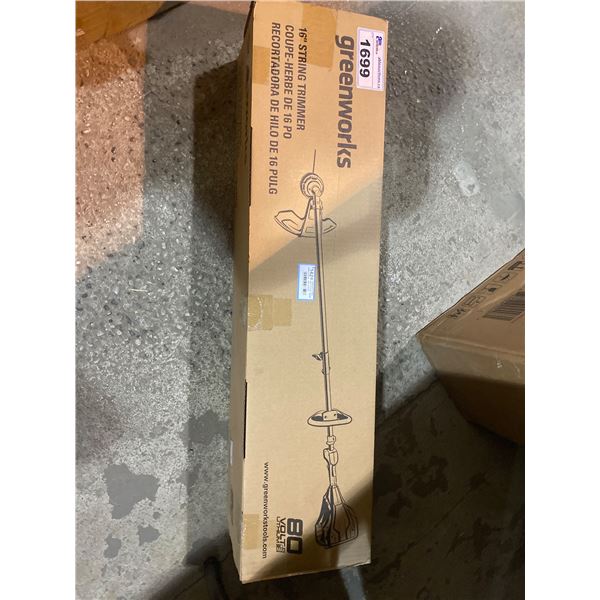 1699
greenworks
16" STRING TRIMMER
COUPE-HERBE DE 16 PO
RECORTADORA DE HILO DE 16 PULG
80
VOLT
www.greenworkstools.com